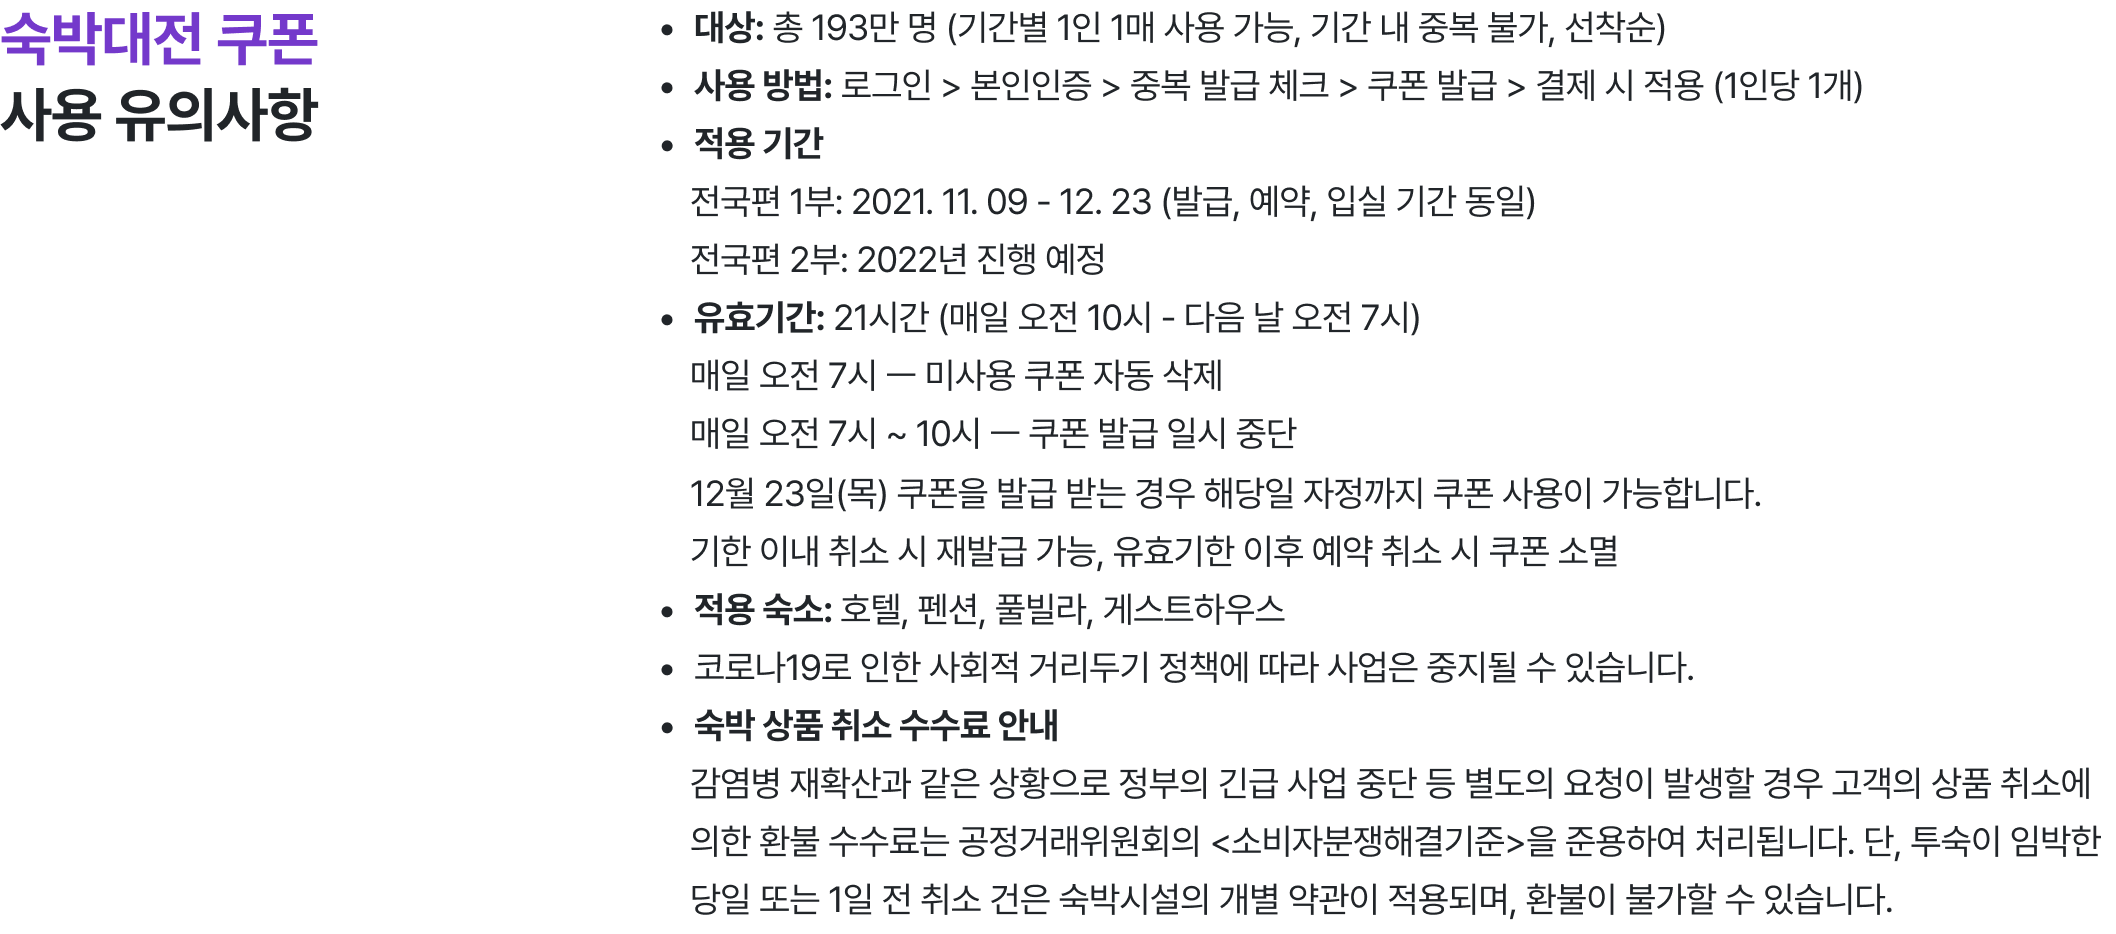 숙박대전 쿠폰
사용 유의사항
• 대상: 총 193만 명 (기간별 1인 1매 사용 가능, 기간 내 중복 불가, 선착순)
• 사용 방법: 로그인 > 본인인증 > 중복 발급 체크 > 쿠폰 발급 > 결제 시 적용 (1인당 1개)
• 적용 기간
전국편 1부: 2021. 11. 09 - 12. 23 (발급, 예약, 입실 기간 동일)
전국편 2부: 2022년 진행 예정
• 유효기간: 21시간 (매일 오전 10시 - 다음 날 오전 7시)
매일 오전 7시 ㅡ 미사용 쿠폰 자동 삭제
매일 오전 7시 ~ 10시 ㅡ 쿠폰 발급 일시 중단
12월 23일(목) 쿠폰을 발급 받는 경우 해당일 자정까지 쿠폰 사용이 가능합니다.
기한 이내 취소 시 재발급 가능, 유효기한 이후 예약 취소 시 쿠폰 소멸
• 적용 숙소: 호텔, 펜션, 풀빌라, 게스트하우스
• 코로나19로 인한 사회적 거리두기 정책에 따라 사업은 중지될 수 있습니다.
• 숙박 상품 취소 수수료 안내
감염병 재확산과 같은 상황으로 정부의 긴급 사업 중단 등 별도의 요청이 발생할 경우 고객의 상품 취소에
의한 환불 수수료는 공정거래위원회의 <소비자분쟁해결기준>을 준용하여 처리됩니다. 단, 투숙이 임박한
당일 또는 1일 전 취소 건은 숙박시설의 개별 약관이 적용되며, 환불이 불가할 수 있습니다.